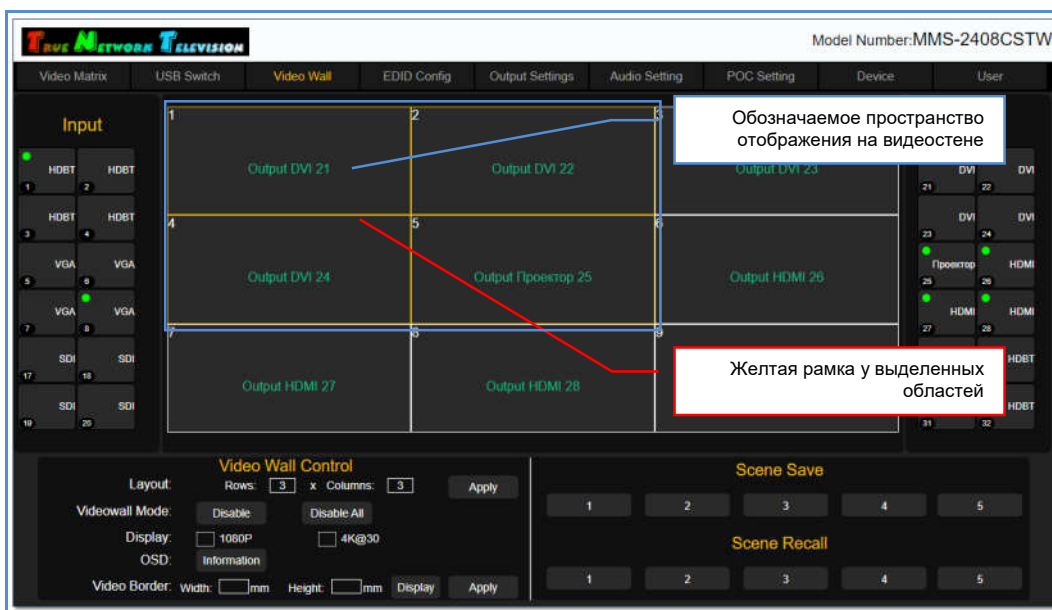 TRUE NETWORK TELEVISION
Model Number:MMS-2408CSTW
Video Matrix USB Switch Video Wall EDID Config Output Settings Audio Setting POC Setting Device User
Input
1 2 3
Обозначаемое пространство
отображения на видеостене
Output DVI 21 Output DVI 22 Output DVI 23
HDBT HDBT
1 2
HDBT HDBT
3 4
VGA VGA
5 6
VGA VGA
7 8
SDI SDI
17 18
SDI SDI
19 20
4 5 6
Output DVI 24 Output Проектор 25 Output HDMI 26
7 8 9
Output HDMI 27 Output HDMI 28
Желтая рамка у выделенных
областей
DVI DVI
21 22
DVI DVI
23 24
Проектор HDMI
25 26
HDMI HDMI
27 28
HDBT
HDBT
31 32
Video Wall Control
Layout: Rows: 3 x Columns: 3 Apply
Videowall Mode: Disable Disable All
Display: 1080P 4K@30
OSD: Information
Video Border: Width: mm Height: mm Display Apply
Scene Save
1 2 3 4 5
Scene Recall
1 2 3 4 5